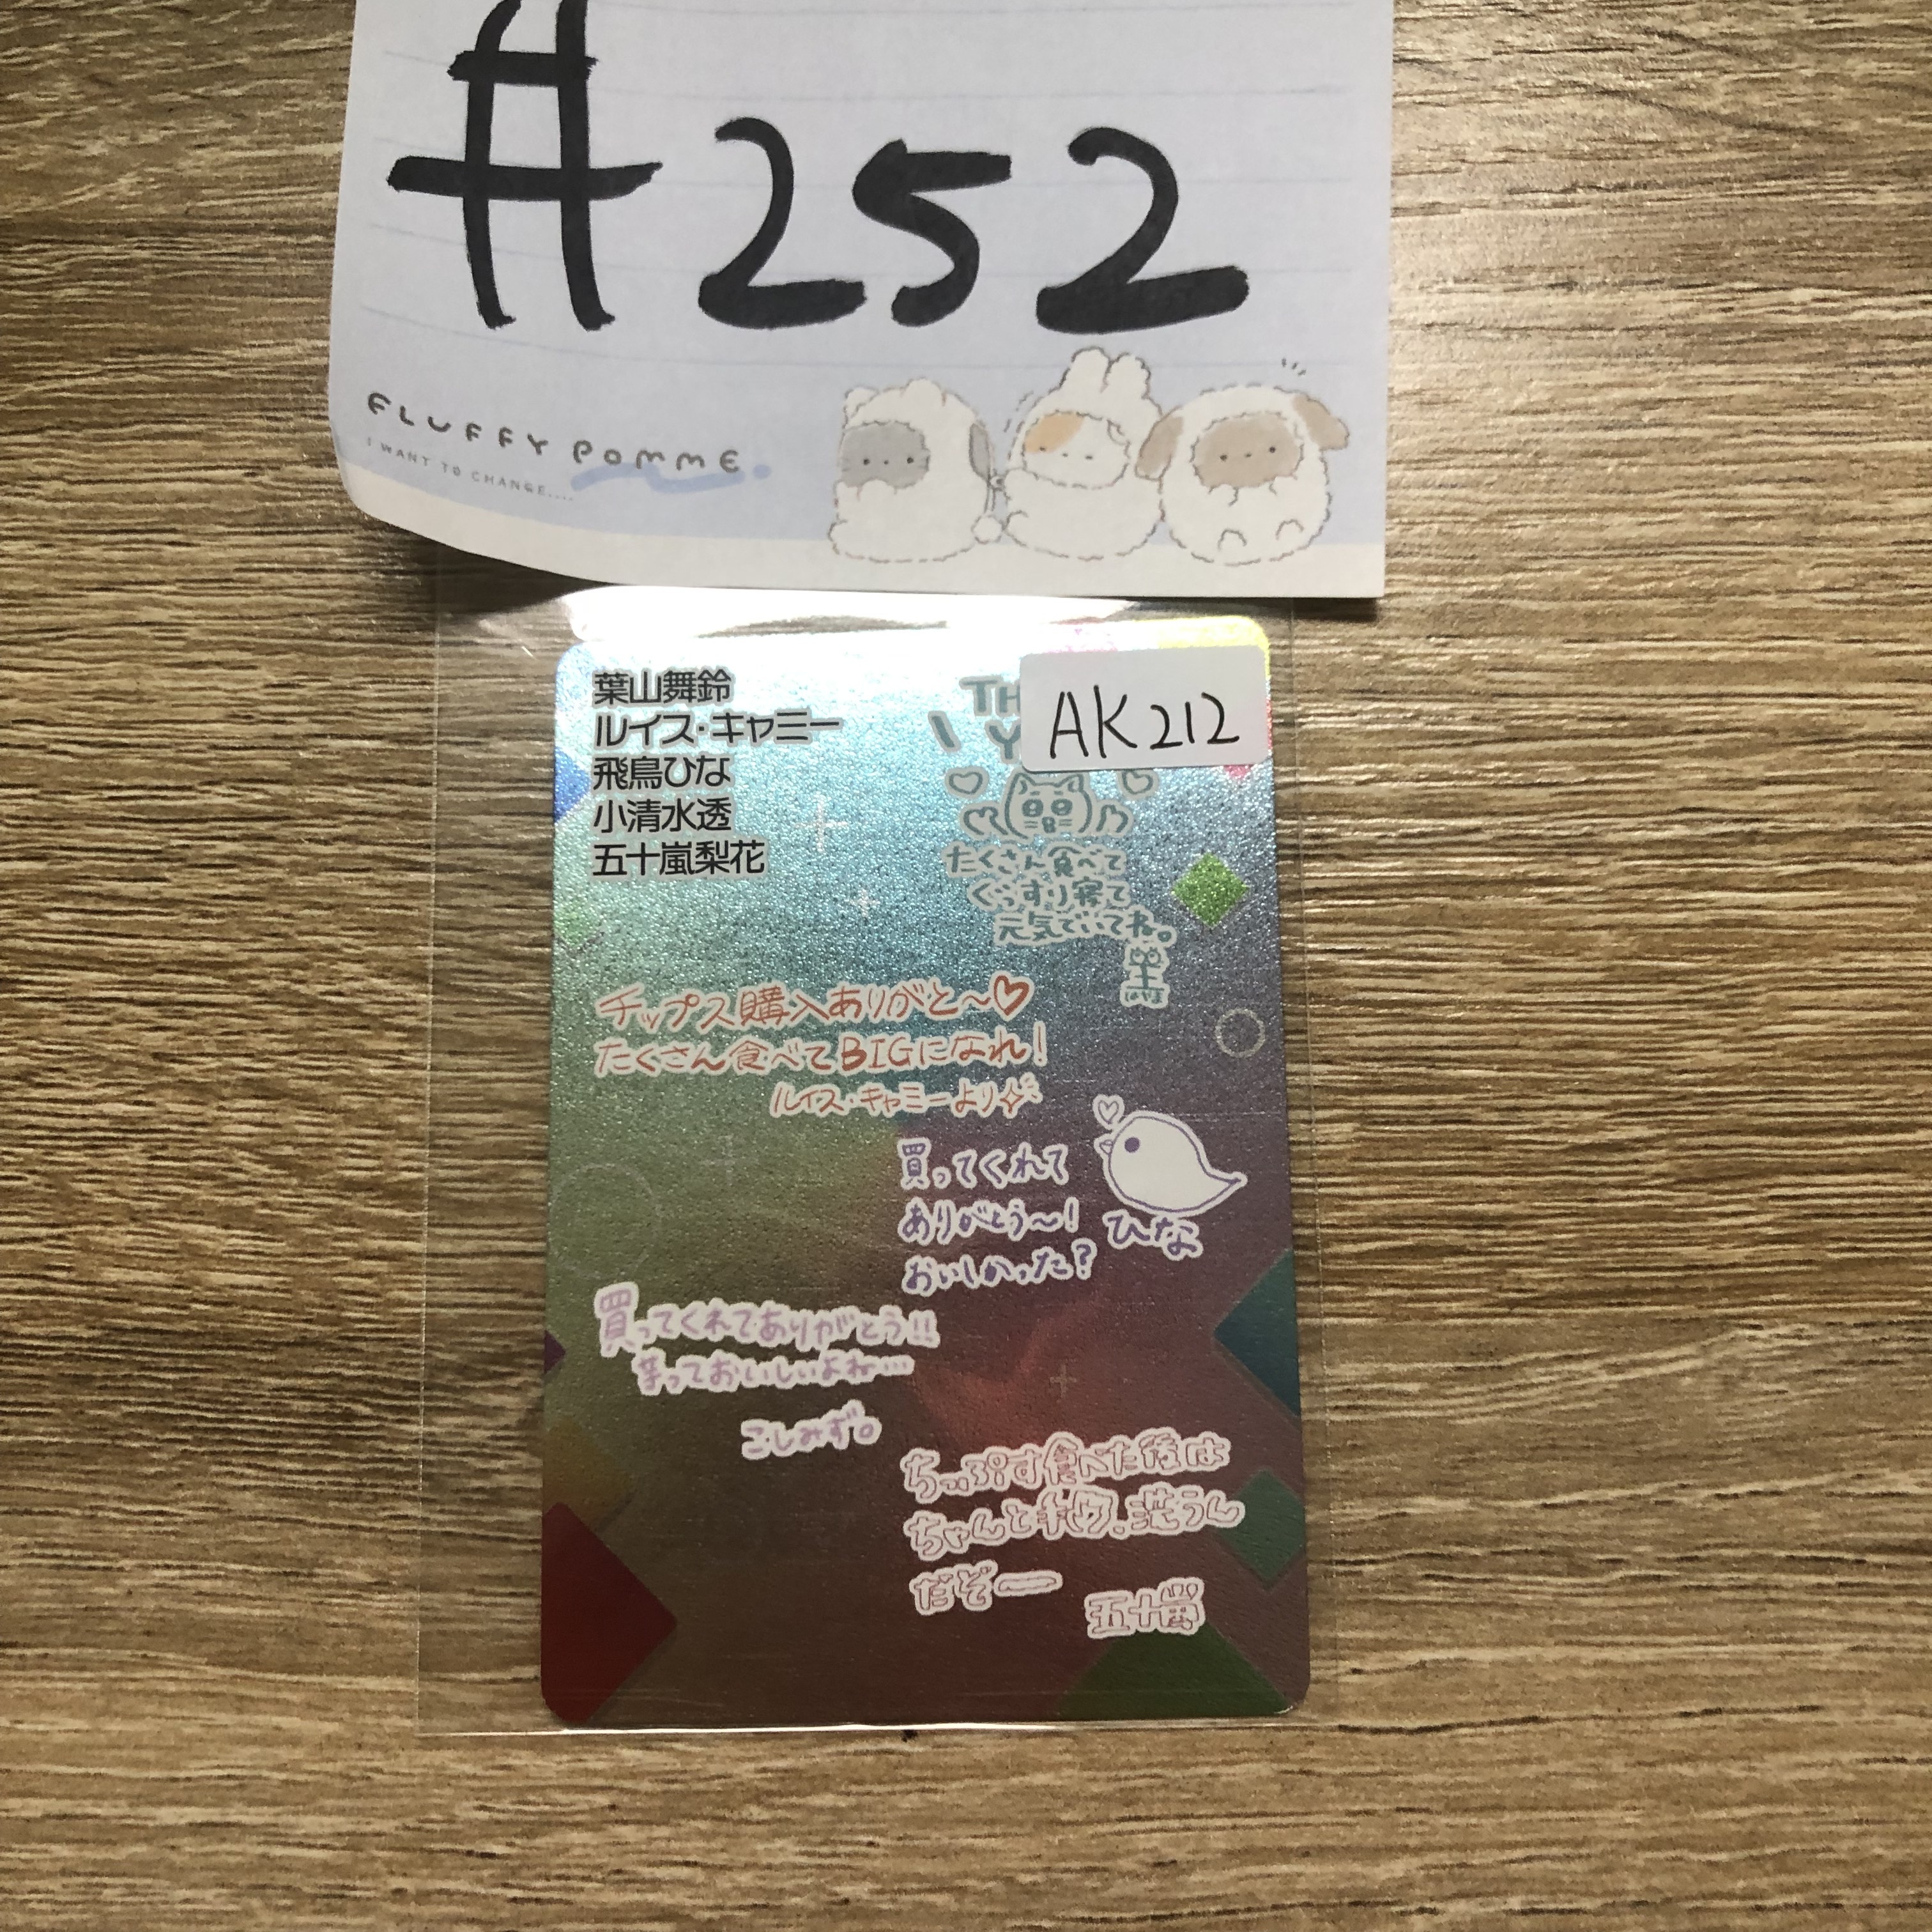 #252
FLUFFY POMME
I WANT TO CHANGE....
葉山舞鈴
ルイス・キャミー
飛鳥ひな
小清水透
五十嵐梨花
AK212
TH
Y
たくさん食べて
ぐっすり寝て
元気でいてね。
はやま
チップス購入ありがと〜♡
たくさん食べてBIGになれ!
ルイス・キャミーより
買ってくれて
ありがとう〜!
おいしかった?
ひな
買ってくれてありがとう!!
芋っておいしいよね…
こしみず。
ちっぷす食べた後は
ちゃんと手を洗うん
だぞー
五十嵐